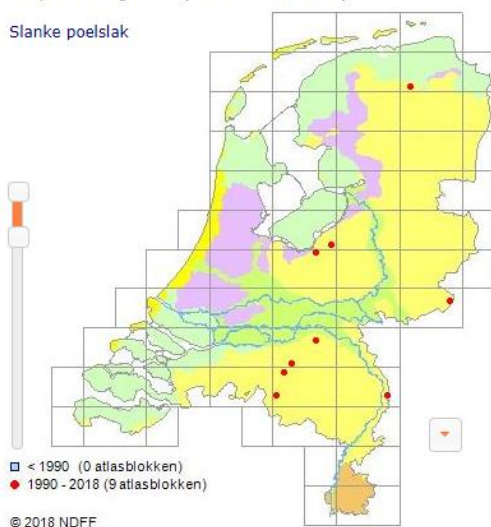 Slanke poelslak
< 1990 (0 atlasblokken)
1990 - 2018 (9 atlasblokken)
© 2018 NDFF